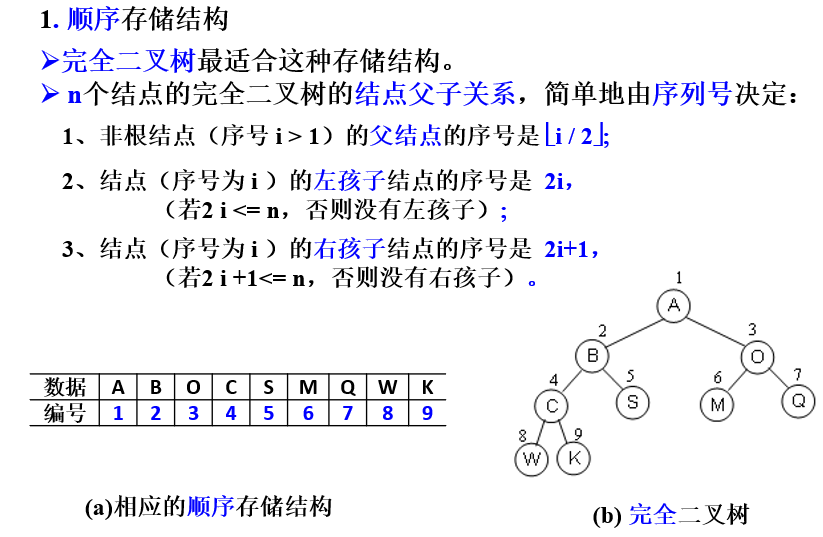 1. 顺序存储结构
➢完全二叉树最适合这种存储结构。
➢ n个结点的完全二叉树的结点父子关系，简单地由序列号决定：
1、非根结点（序号 i > 1）的父结点的序号是⌊i / 2⌋;
2、结点（序号为 i ）的左孩子结点的序号是 2i，
（若2 i <= n，否则没有左孩子）;
3、结点（序号为 i ）的右孩子结点的序号是 2i+1，
（若2 i +1<= n，否则没有右孩子）。
数据 A B O C S M Q W K
编号 1 2 3 4 5 6 7 8 9
(a)相应的顺序存储结构
1
A
2 3
B O
4 5 6 7
C S M Q
8 9
W K
(b) 完全二叉树